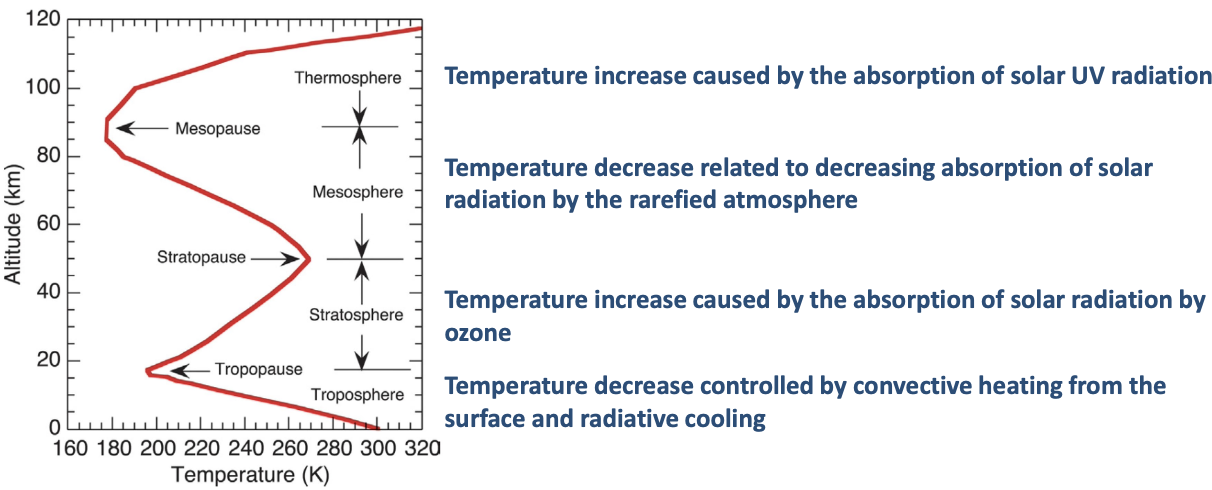 120
100
80
60
40
20
0
Altitude (km)
160 180 200 220 240 260 280 300 320
Temperature (K)
Thermosphere
Mesopause
Mesosphere
Stratopause
Stratosphere
Tropopause
Troposphere
Temperature increase caused by the absorption of solar UV radiation
Temperature decrease related to decreasing absorption of solar
radiation by the rarefied atmosphere
Temperature increase caused by the absorption of solar radiation by
ozone
Temperature decrease controlled by convective heating from the
surface and radiative cooling